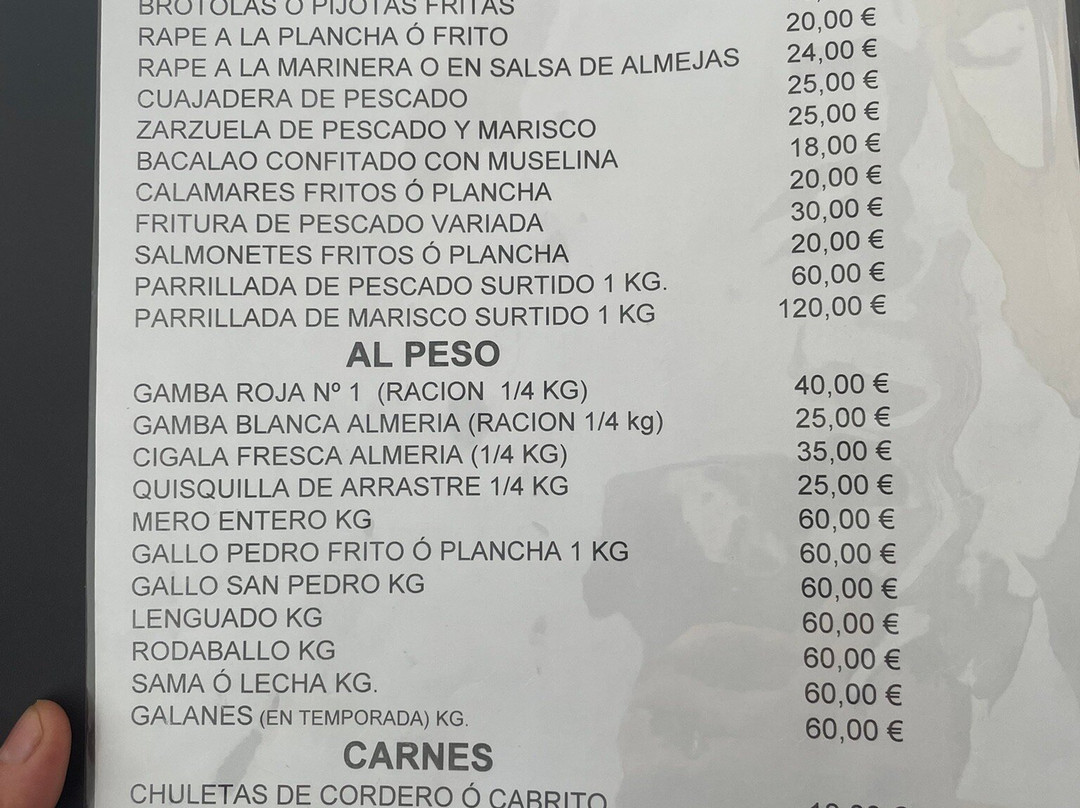 BROTOLAS O PIJOTAS FRITAS
RAPE A LA PLANCHA Ó FRITO 20,00 €
RAPE A LA MARINERA O EN SALSA DE ALMEJAS 24,00 €
CUAJADERA DE PESCADO 25,00 €
ZARZUELA DE PESCADO Y MARISCO 25,00 €
BACALAO CONFITADO CON MUSELINA 18,00 €
CALAMARES FRITOS Ó PLANCHA 20,00 €
FRITURA DE PESCADO VARIADA 30,00 €
SALMONETES FRITOS Ó PLANCHA 20,00 €
PARRILLADA DE PESCADO SURTIDO 1 KG. 60,00 €
PARRILLADA DE MARISCO SURTIDO 1 KG 120,00 €
AL PESO
GAMBA ROJA Nº 1 (RACION 1/4 KG) 40,00 €
GAMBA BLANCA ALMERIA (RACION 1/4 kg) 25,00 €
CIGALA FRESCA ALMERIA (1/4 KG) 35,00 €
QUISQUILLA DE ARRASTRE 1/4 KG 25,00 €
MERO ENTERO KG 60,00 €
GALLO PEDRO FRITO Ó PLANCHA 1 KG 60,00 €
GALLO SAN PEDRO KG 60,00 €
LENGUADO KG 60,00 €
RODABALLO KG 60,00 €
SAMA Ó LECHA KG. 60,00 €
GALANES (EN TEMPORADA) KG. 60,00 €
CARNES
CHULETAS DE CORDERO Ó CABRITO